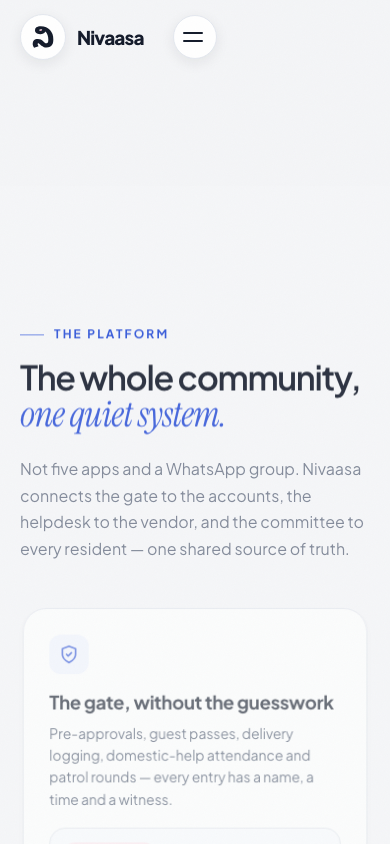 Nivaasa
THE PLATFORM
The whole community,
one quiet system.
Not five apps and a WhatsApp group. Nivaasa
connects the gate to the accounts, the
helpdesk to the vendor, and the committee to
every resident — one shared source of truth.
The gate, without the guesswork
Pre-approvals, guest passes, delivery
logging, domestic-help attendance and
patrol rounds — every entry has a name, a
time and a witness.